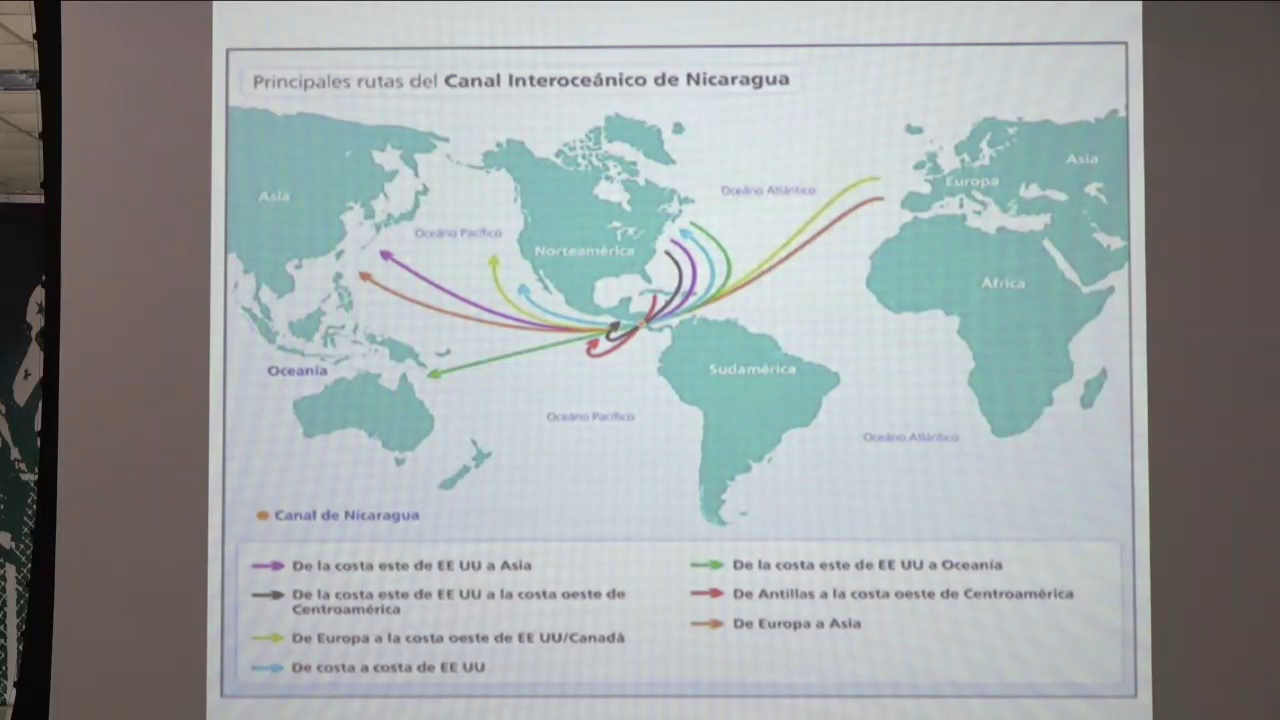 Principales rutas del Canal Interoceánico de Nicaragua
Asia
Europa
Asia
Océano Atlántico
Océano Pacífico
Norteamérica
África
Oceanía
Sudamérica
Océano Pacífico
Océano Atlántico
Canal de Nicaragua
De la costa este de EE UU a Asia
De la costa este de EE UU a la costa oeste de
Centroamérica
De Europa a la costa oeste de EE UU/Canadá
De costa a costa de EE UU
De la costa este de EE UU a Oceanía
De Antillas a la costa oeste de Centroamérica
De Europa a Asia